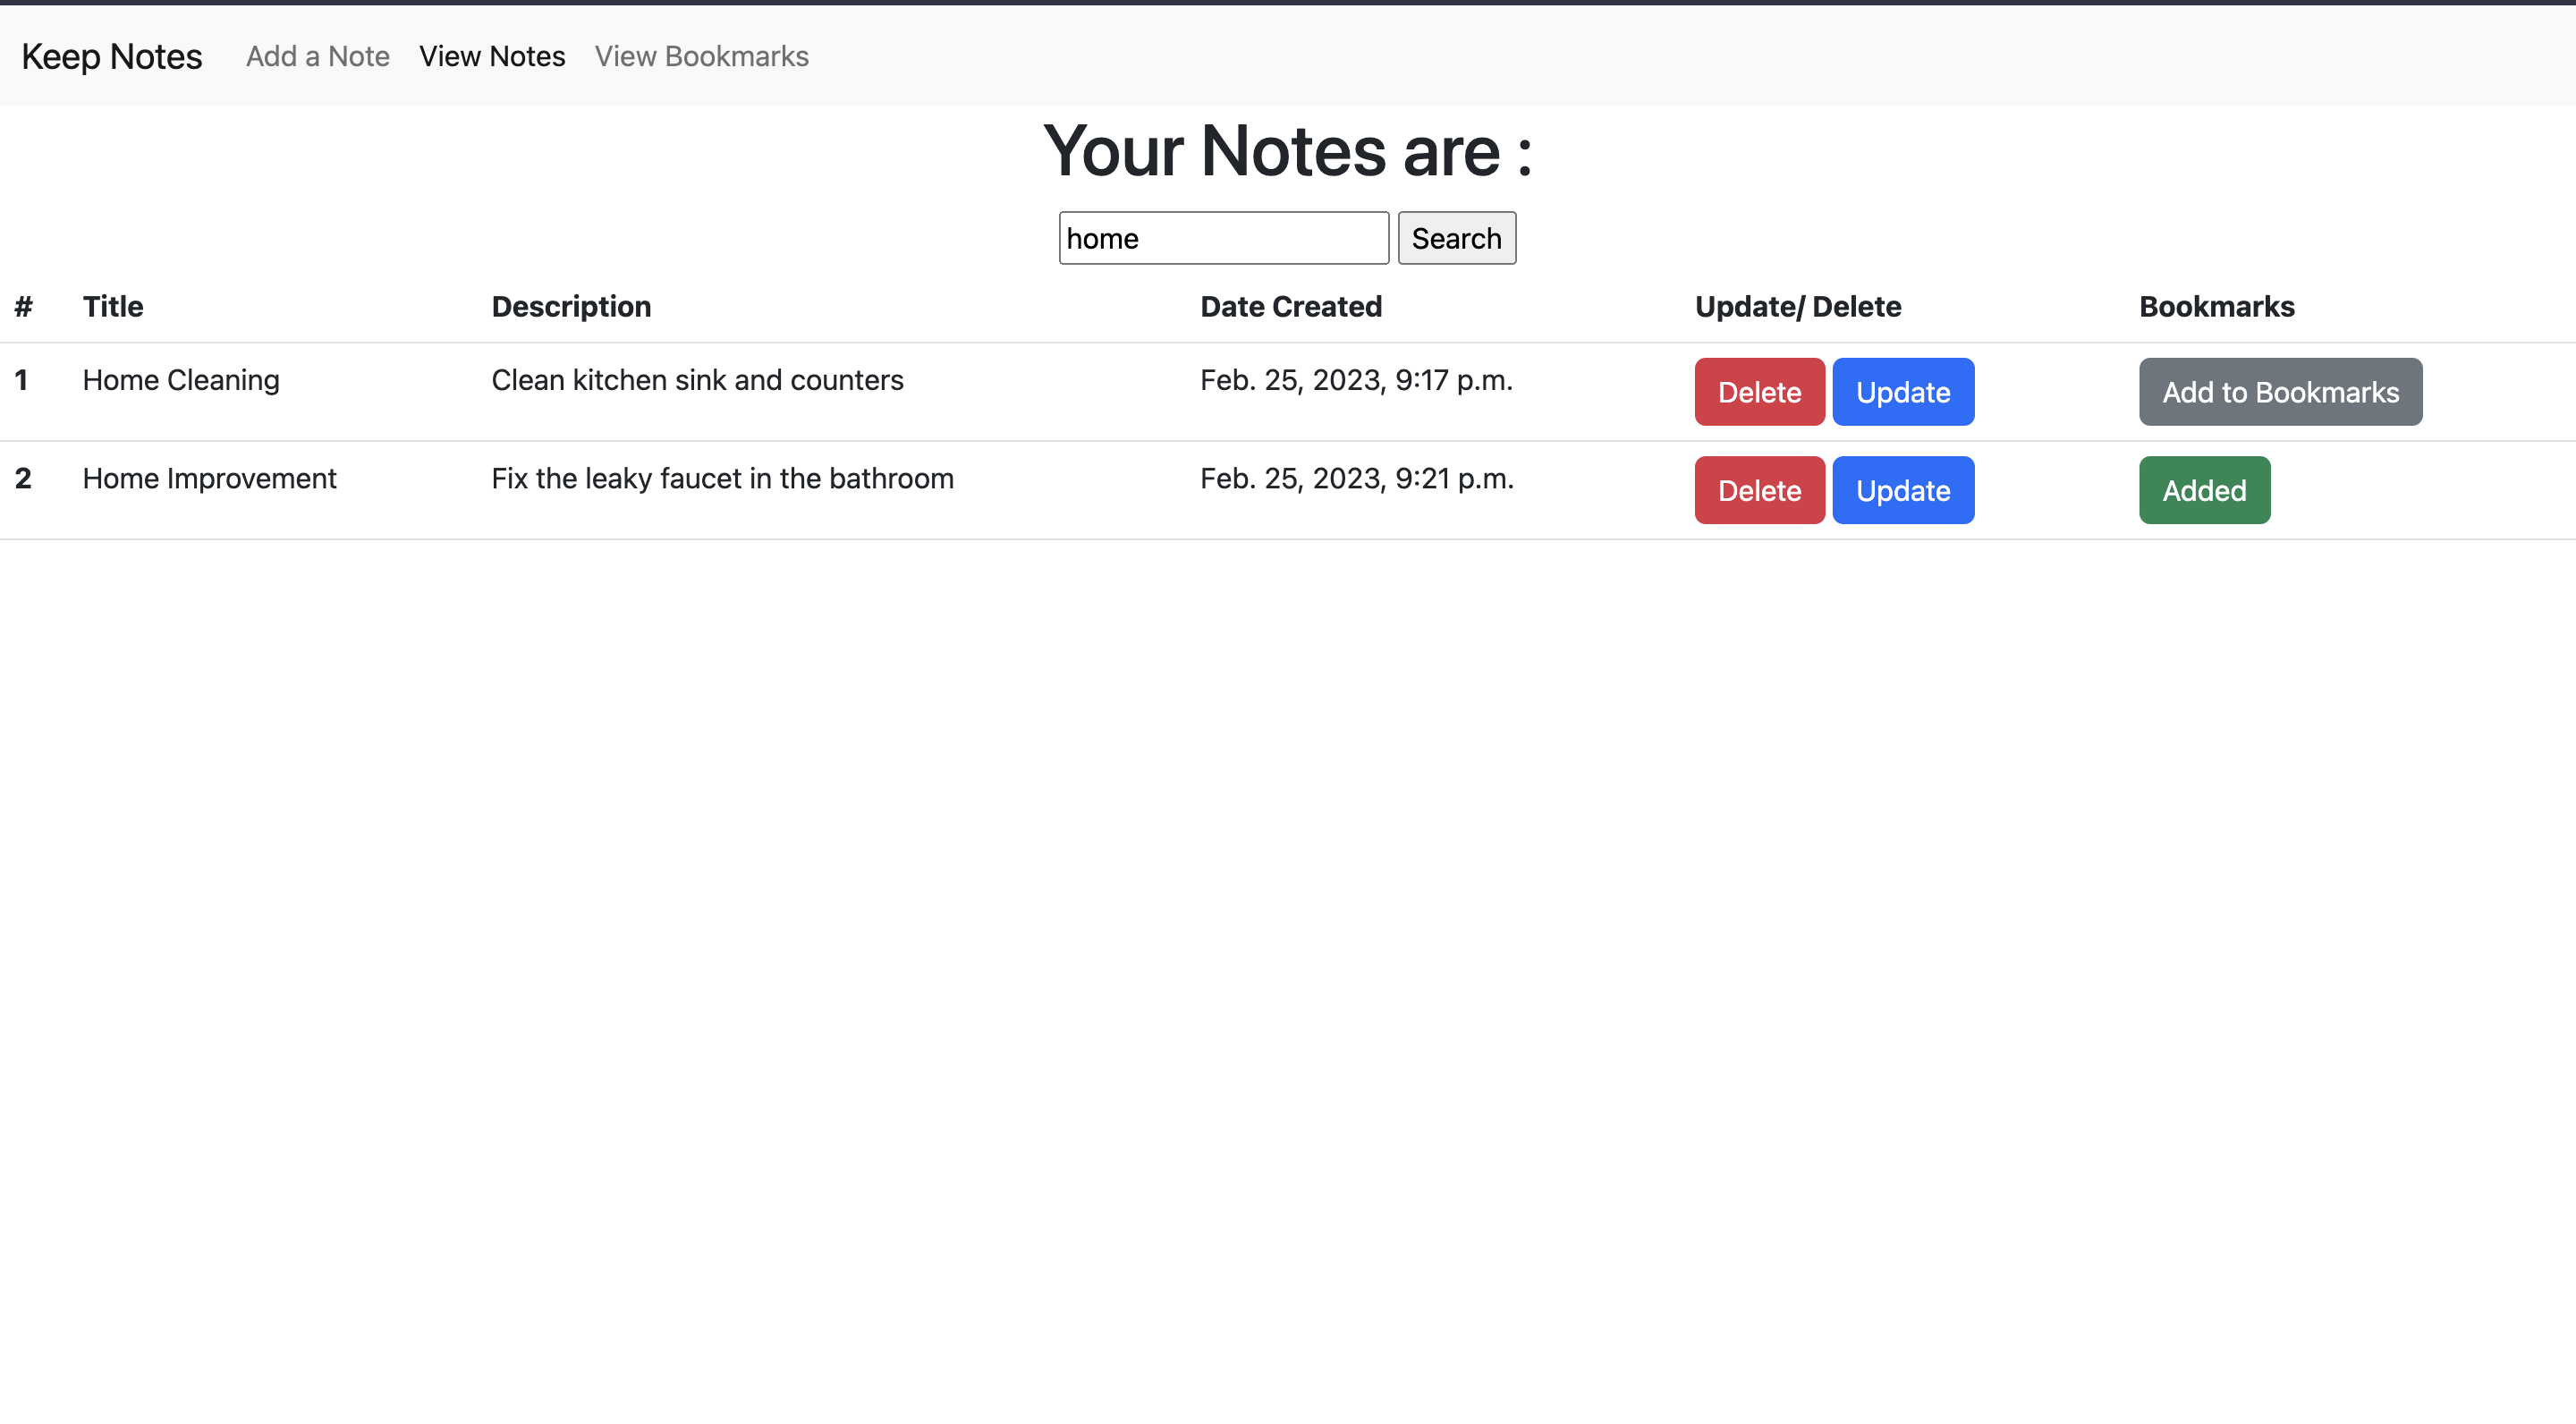 Keep Notes Add a Note View Notes View Bookmarks
Your Notes are :
home Search
# Title Description Date Created Update/ Delete Bookmarks
1 Home Cleaning Clean kitchen sink and counters Feb. 25, 2023, 9:17 p.m. Delete Update Add to Bookmarks
2 Home Improvement Fix the leaky faucet in the bathroom Feb. 25, 2023, 9:21 p.m. Delete Update Added